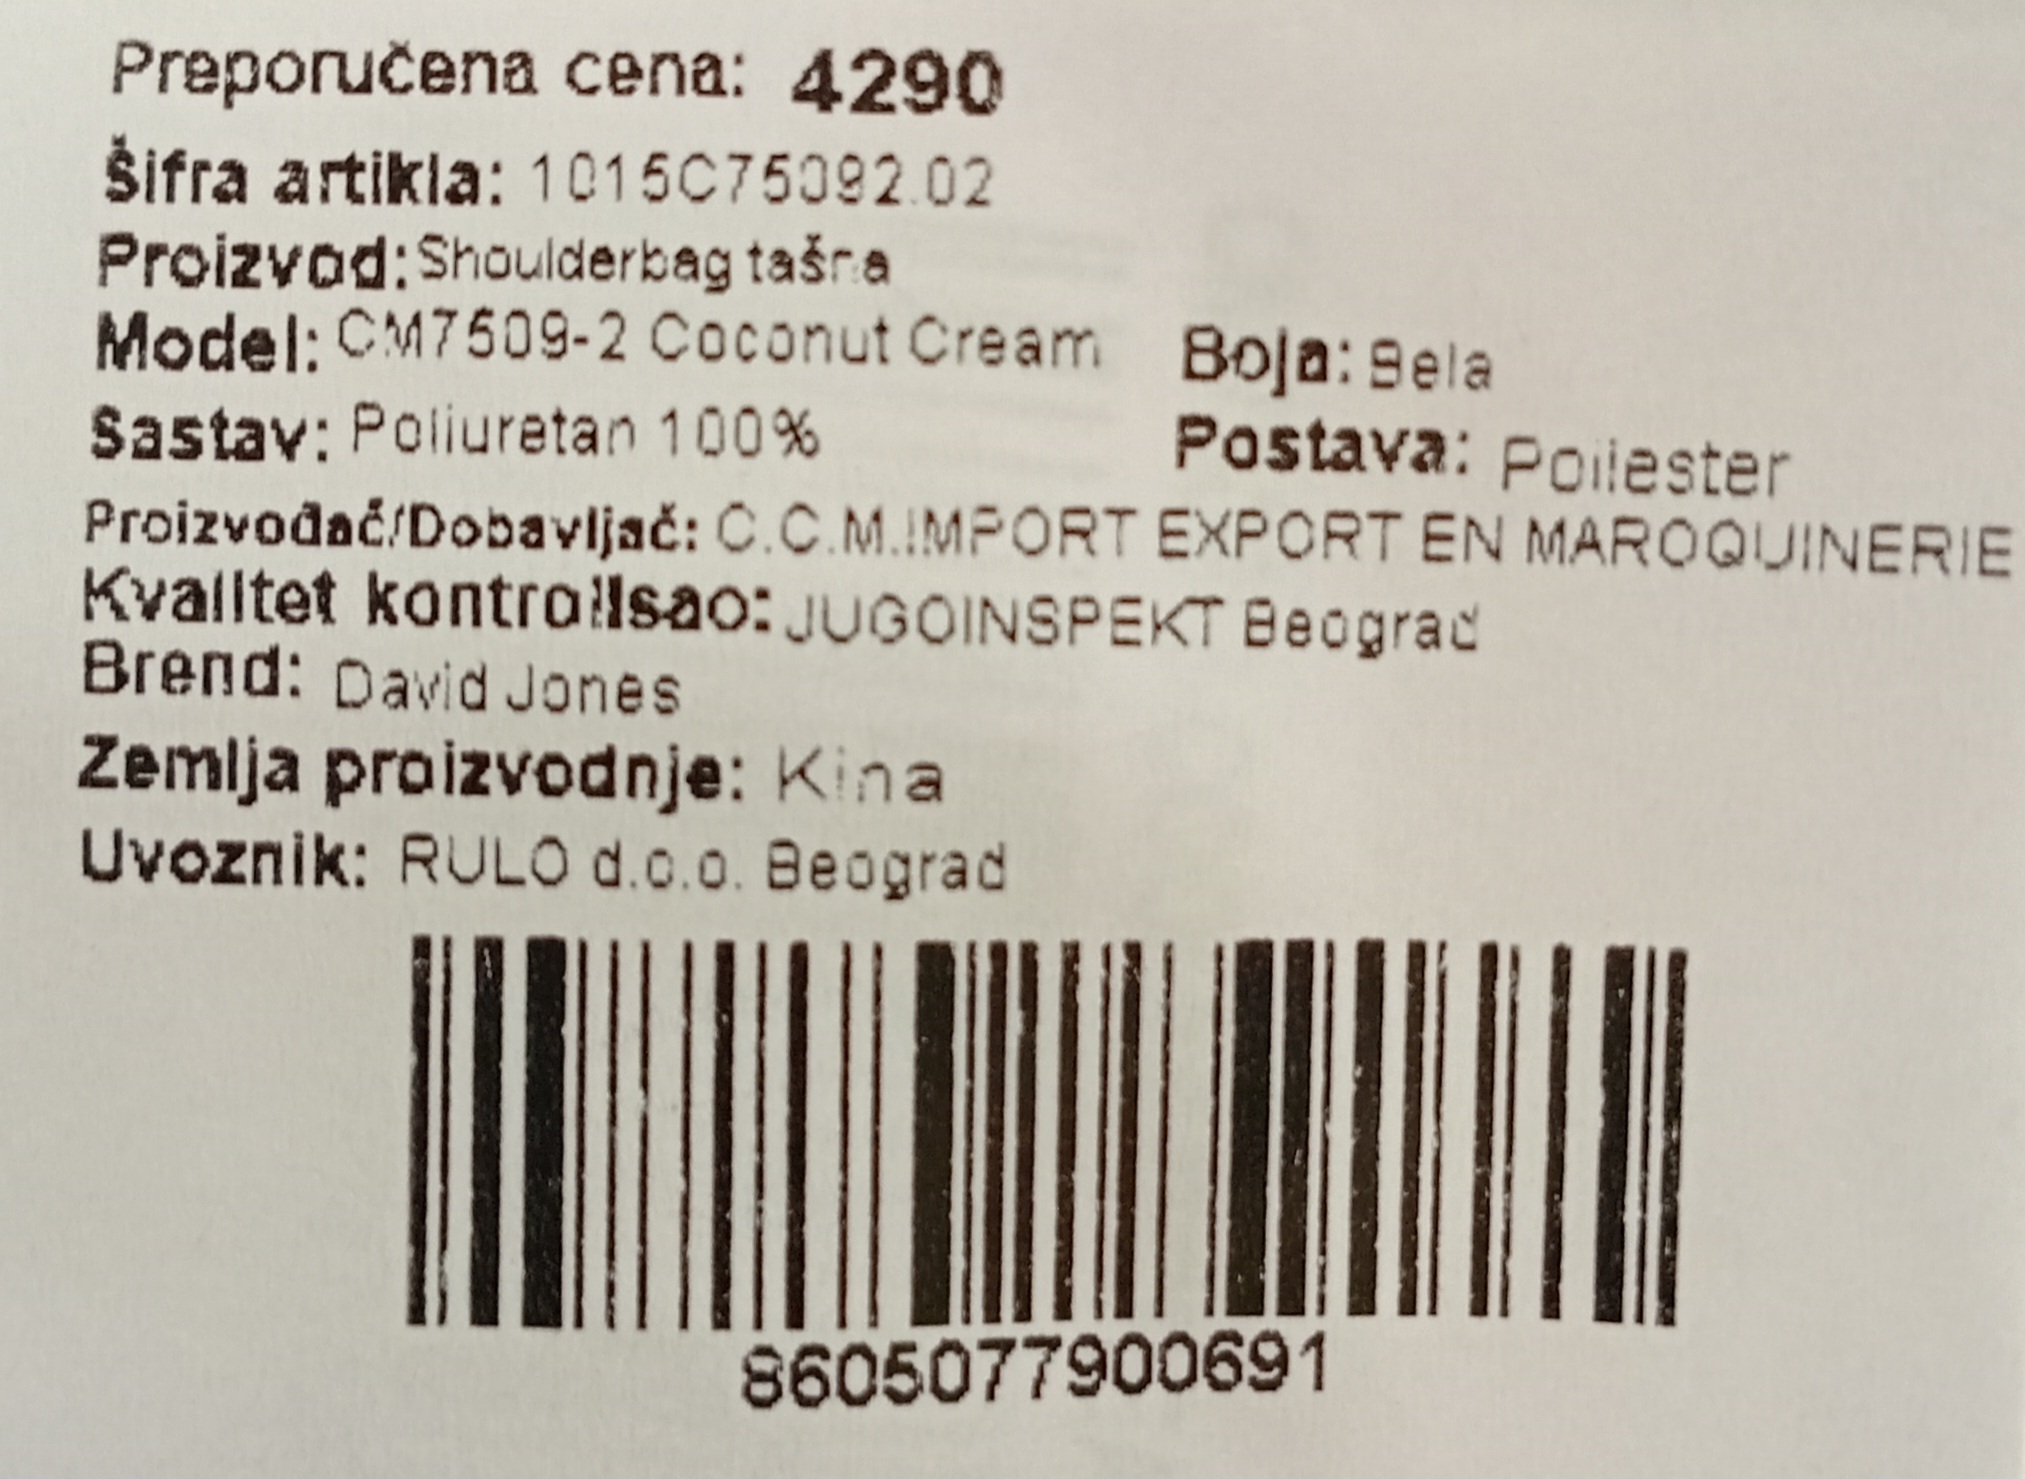 Preporučena cena: 4290
Šifra artikla: 1015C75092.02
Proizvod: Shoulderbag tašna
Model: CM7509-2 Coconut Cream Boja: Bela
Sastav: Poliuretan 100% Postava: Poliester
Proizvođač/Dobavljač: C.C.M.IMPORT EXPORT EN MAROQUINERIE
Kvalitet kontrolisao: JUGOINSPEKT Beograd
Brend: David Jones
Zemlja proizvodnje: Kina
Uvoznik: RULO d.o.o. Beograd
8605077900691